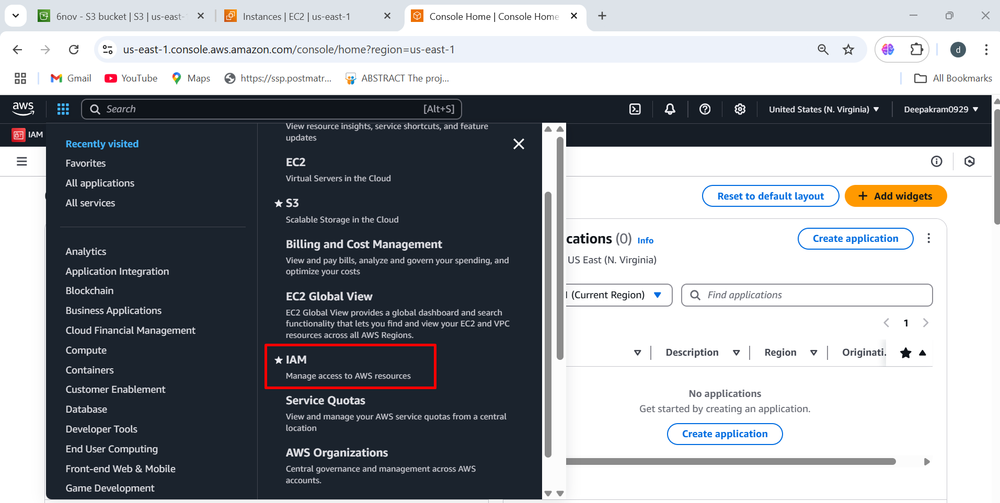 6nov - S3 bucket | S3 | us-east-1
Instances | EC2 | us-east-1
Console Home | Console Home
us-east-1.console.aws.amazon.com/console/home?region=us-east-1
d
Gmail
YouTube
Maps
https://ssp.postmatr...
ABSTRACT The proj...
All Bookmarks
aws
Search
[Alt+S]
United States (N. Virginia)
Deepakram0929
IAM
Recently visited
Favorites
All applications
All services
Analytics
Application Integration
Blockchain
Business Applications
Cloud Financial Management
Compute
Containers
Customer Enablement
Database
Developer Tools
End User Computing
Front-end Web & Mobile
Game Development
View resource insights, service shortcuts, and feature
updates
EC2
Virtual Servers in the Cloud
S3
Scalable Storage in the Cloud
Billing and Cost Management
View and pay bills, analyze and govern your spending, and
optimize your costs
EC2 Global View
EC2 Global View provides a global dashboard and search
functionality that lets you find and view your EC2 and VPC
resources across all AWS Regions.
IAM
Manage access to AWS resources
Service Quotas
View and manage your AWS service quotas from a central
location
AWS Organizations
Central governance and management across AWS
accounts.
Reset to default layout
+ Add widgets
cations (0) Info
Create application
US East (N. Virginia)
(Current Region)
Find applications
1
Description
Region
Originati...
No applications
Get started by creating an application.
Create application